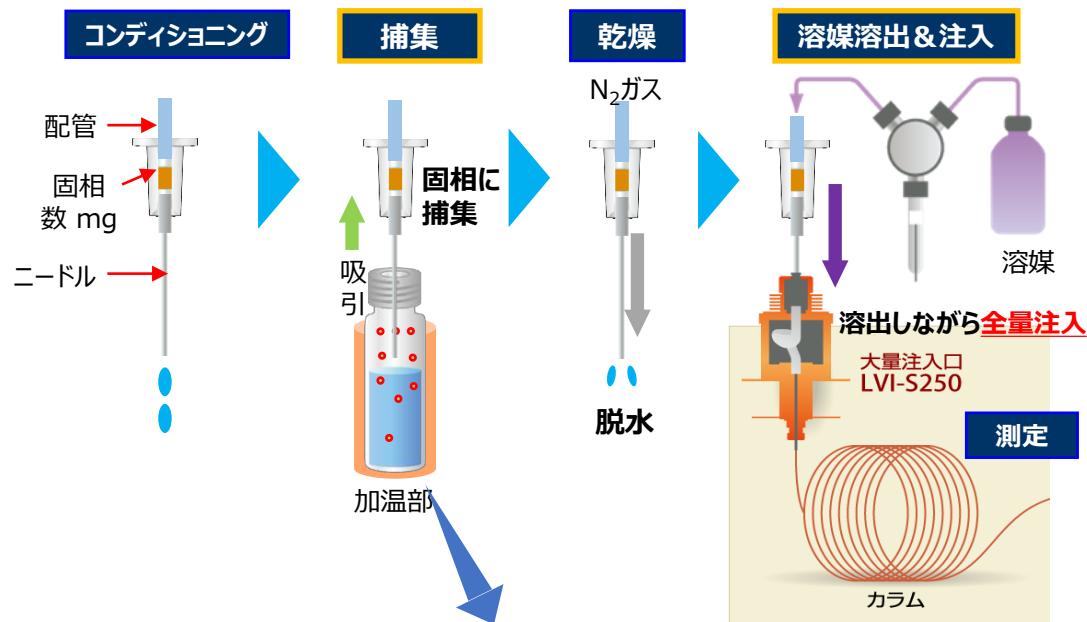 コンディショニング
捕集
乾燥
溶媒溶出＆注入
配管
固相
数 mg
ニードル
固相に
捕集
吸
引
加温部
N2ガス
脱水
溶媒
溶出しながら全量注入
大量注入口
LVI-S250
測定
カラム